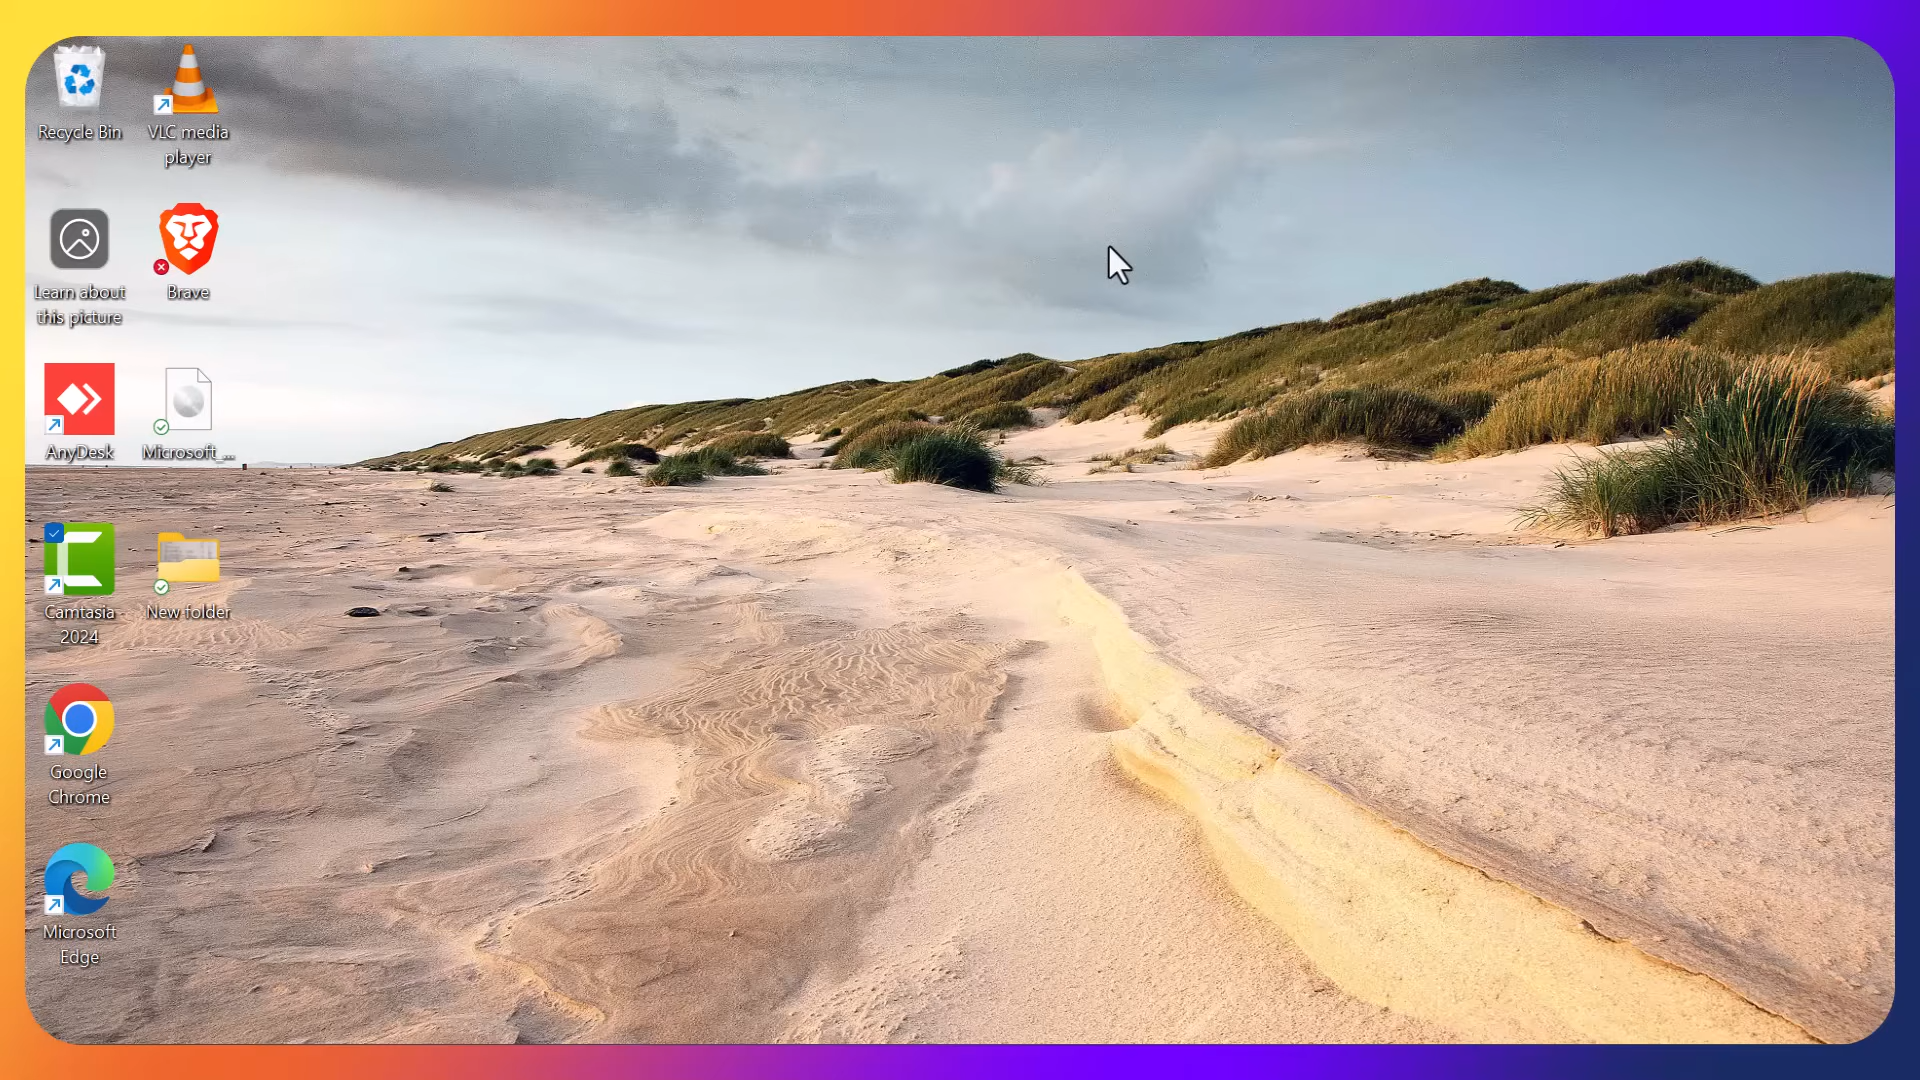 Recycle Bin
VLC media
player
Learn about
this picture
Brave
AnyDesk
Microsoft_...
Camtasia
2024
New folder
Google
Chrome
Microsoft
Edge